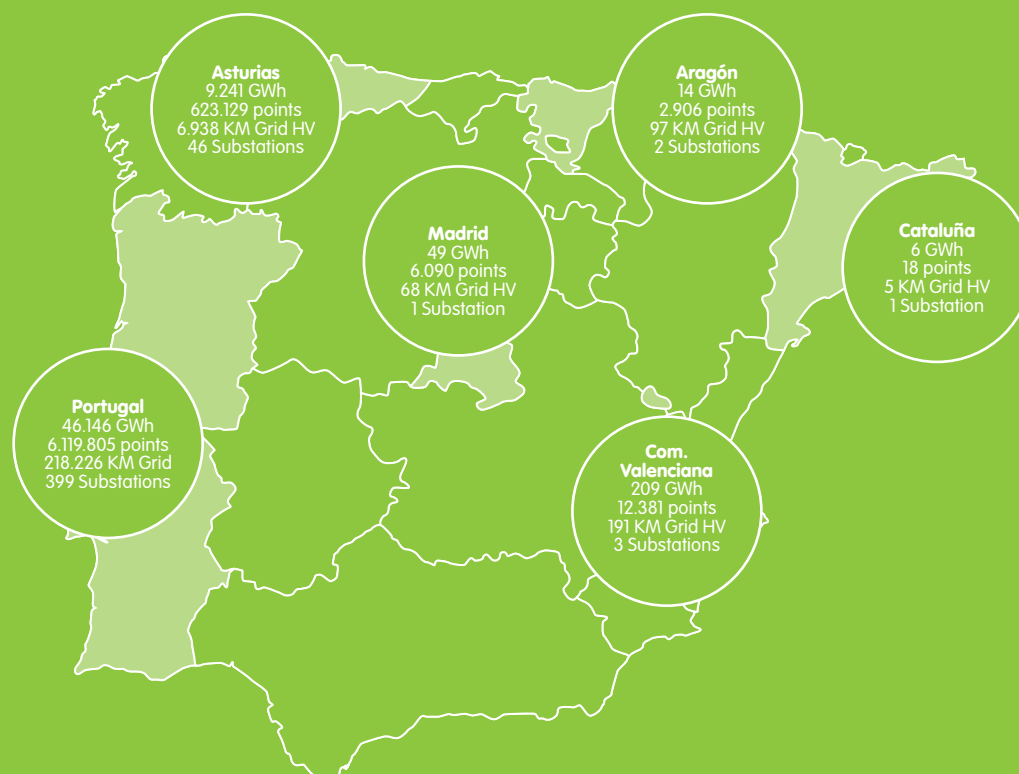 Asturias
9.241 GWh
623.129 points
6.938 KM Grid HV
46 Substations
Aragón
14 GWh
2.906 points
97 KM Grid HV
2 Substations
Madrid
49 GWh
6.090 points
68 KM Grid HV
1 Substation
Cataluña
6 GWh
18 points
5 KM Grid HV
1 Substation
Portugal
46.146 GWh
6.119.805 points
218.226 KM Grid
399 Substations
Com.
Valenciana
209 GWh
12.381 points
191 KM Grid HV
3 Substations